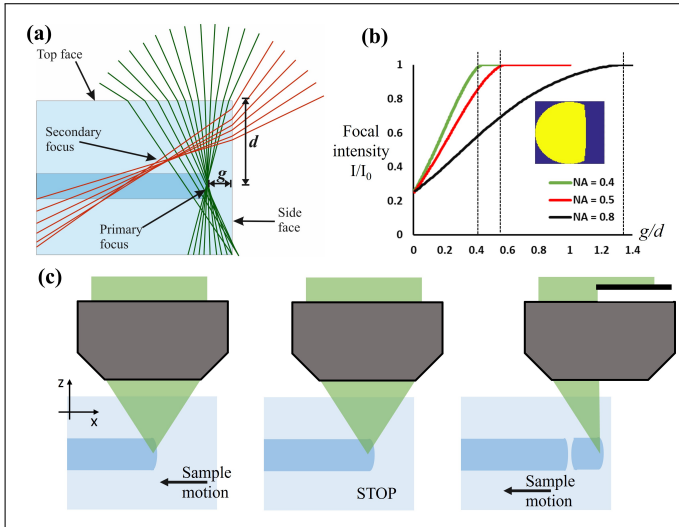 (a)
Top face
Secondary
focus
d
g
Primary
focus
Side
face
(b)
Focal
intensity
I/I0
1
0.8
0.6
0.4
0.2
0
0
0.2
0.4
0.6
0.8
1
1.2
1.4
NA = 0.4
NA = 0.5
NA = 0.8
g/d
(c)
z
x
Sample
motion
STOP
Sample
motion